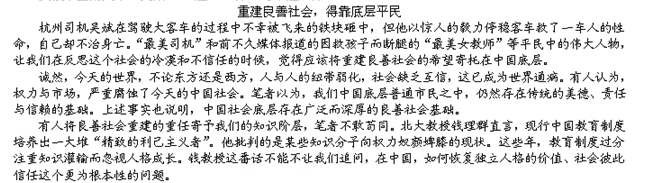 重建良善社会，得靠底层平民
杭州司机吴斌在驾驶大客车的过程中不幸被飞来的铁块砸中，但他以惊人的毅力停稳客车救了一车人的性
命，自己却不治身亡。“最美司机”和前不久媒体报道的因救孩子而断腿的“最美女教师”等平民中的伟大人物，
让我们在反思这个社会的冷漠和不信任的时候，觉得应该将重建良善社会的希望寄托在中国底层。
诚然，今天的世界，不论东方还是西方，人与人的纽带弱化，社会缺乏互信，这已成为世界通病。有人认为，
权力与市场，严重腐蚀了今天的中国社会。笔者以为，我们中国底层普通市民之中，仍然存在传统的美德、责任
与信赖的基础。上述事实也说明，中国社会底层存在广泛而深厚的良善社会基础。
有人将良善社会重建的重任寄予我们的知识阶层，笔者不敢苟同。北大教授钱理群直言，现行中国教育制度
培养出一大堆“精致的利己主义者”。他批判的是某些知识分子向权力奴颜婢膝的现状。这些年，教育制度过分
注重知识灌输而忽视人格成长。钱教授这番话不能不让我们追问，在中国，如何恢复独立人格的价值、社会彼此
信任这个更为根本性的问题。